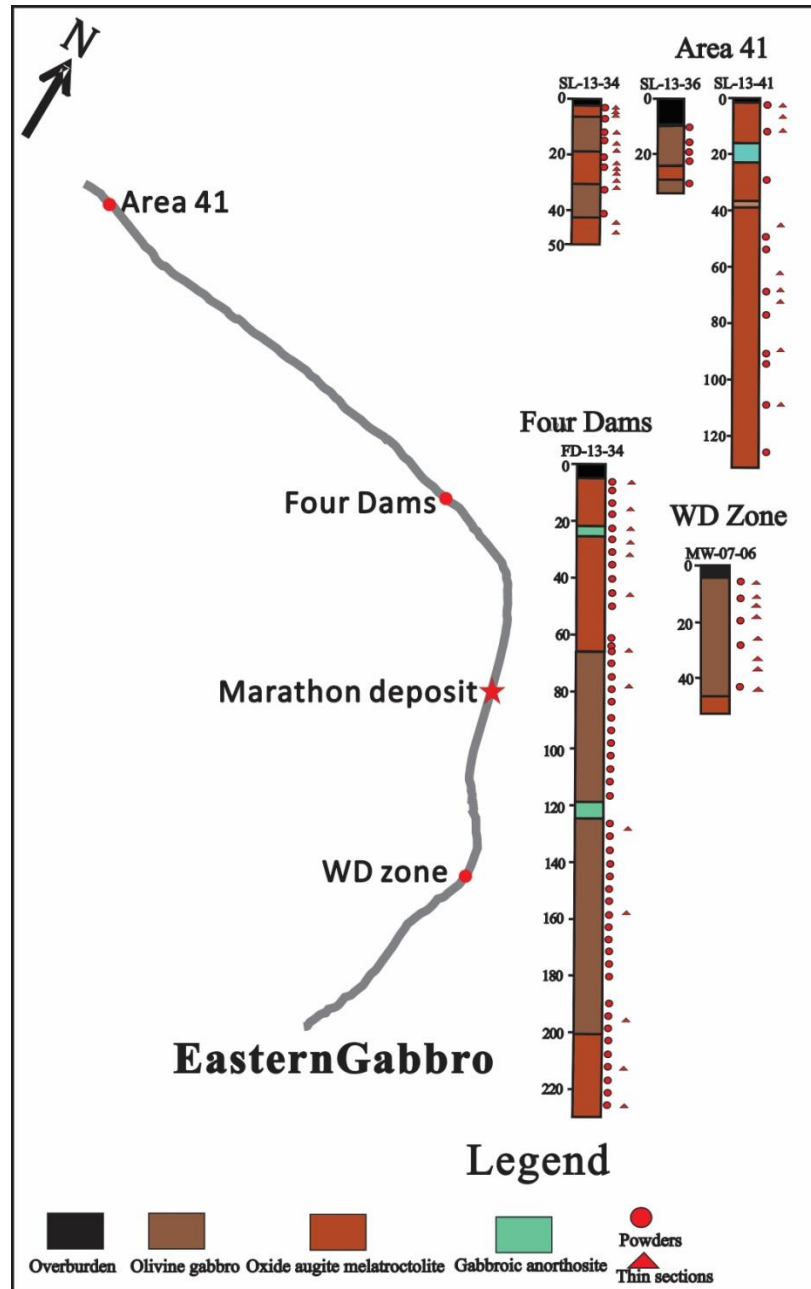 N
Area 41
SL-13-34
SL-13-36
SL-13-41
0
20
40
50
0
20
0
20
40
60
80
100
120
Area 41
Four Dams
Marathon deposit
WD zone
EasternGabbro
Four Dams
FD-13-34
0
20
40
60
80
100
120
140
160
180
200
220
WD Zone
MW-07-06
0
20
40
Legend
Overburden
Olivine gabbro
Oxide augite melatroctolite
Gabbroic anorthosite
Powders
Thin sections